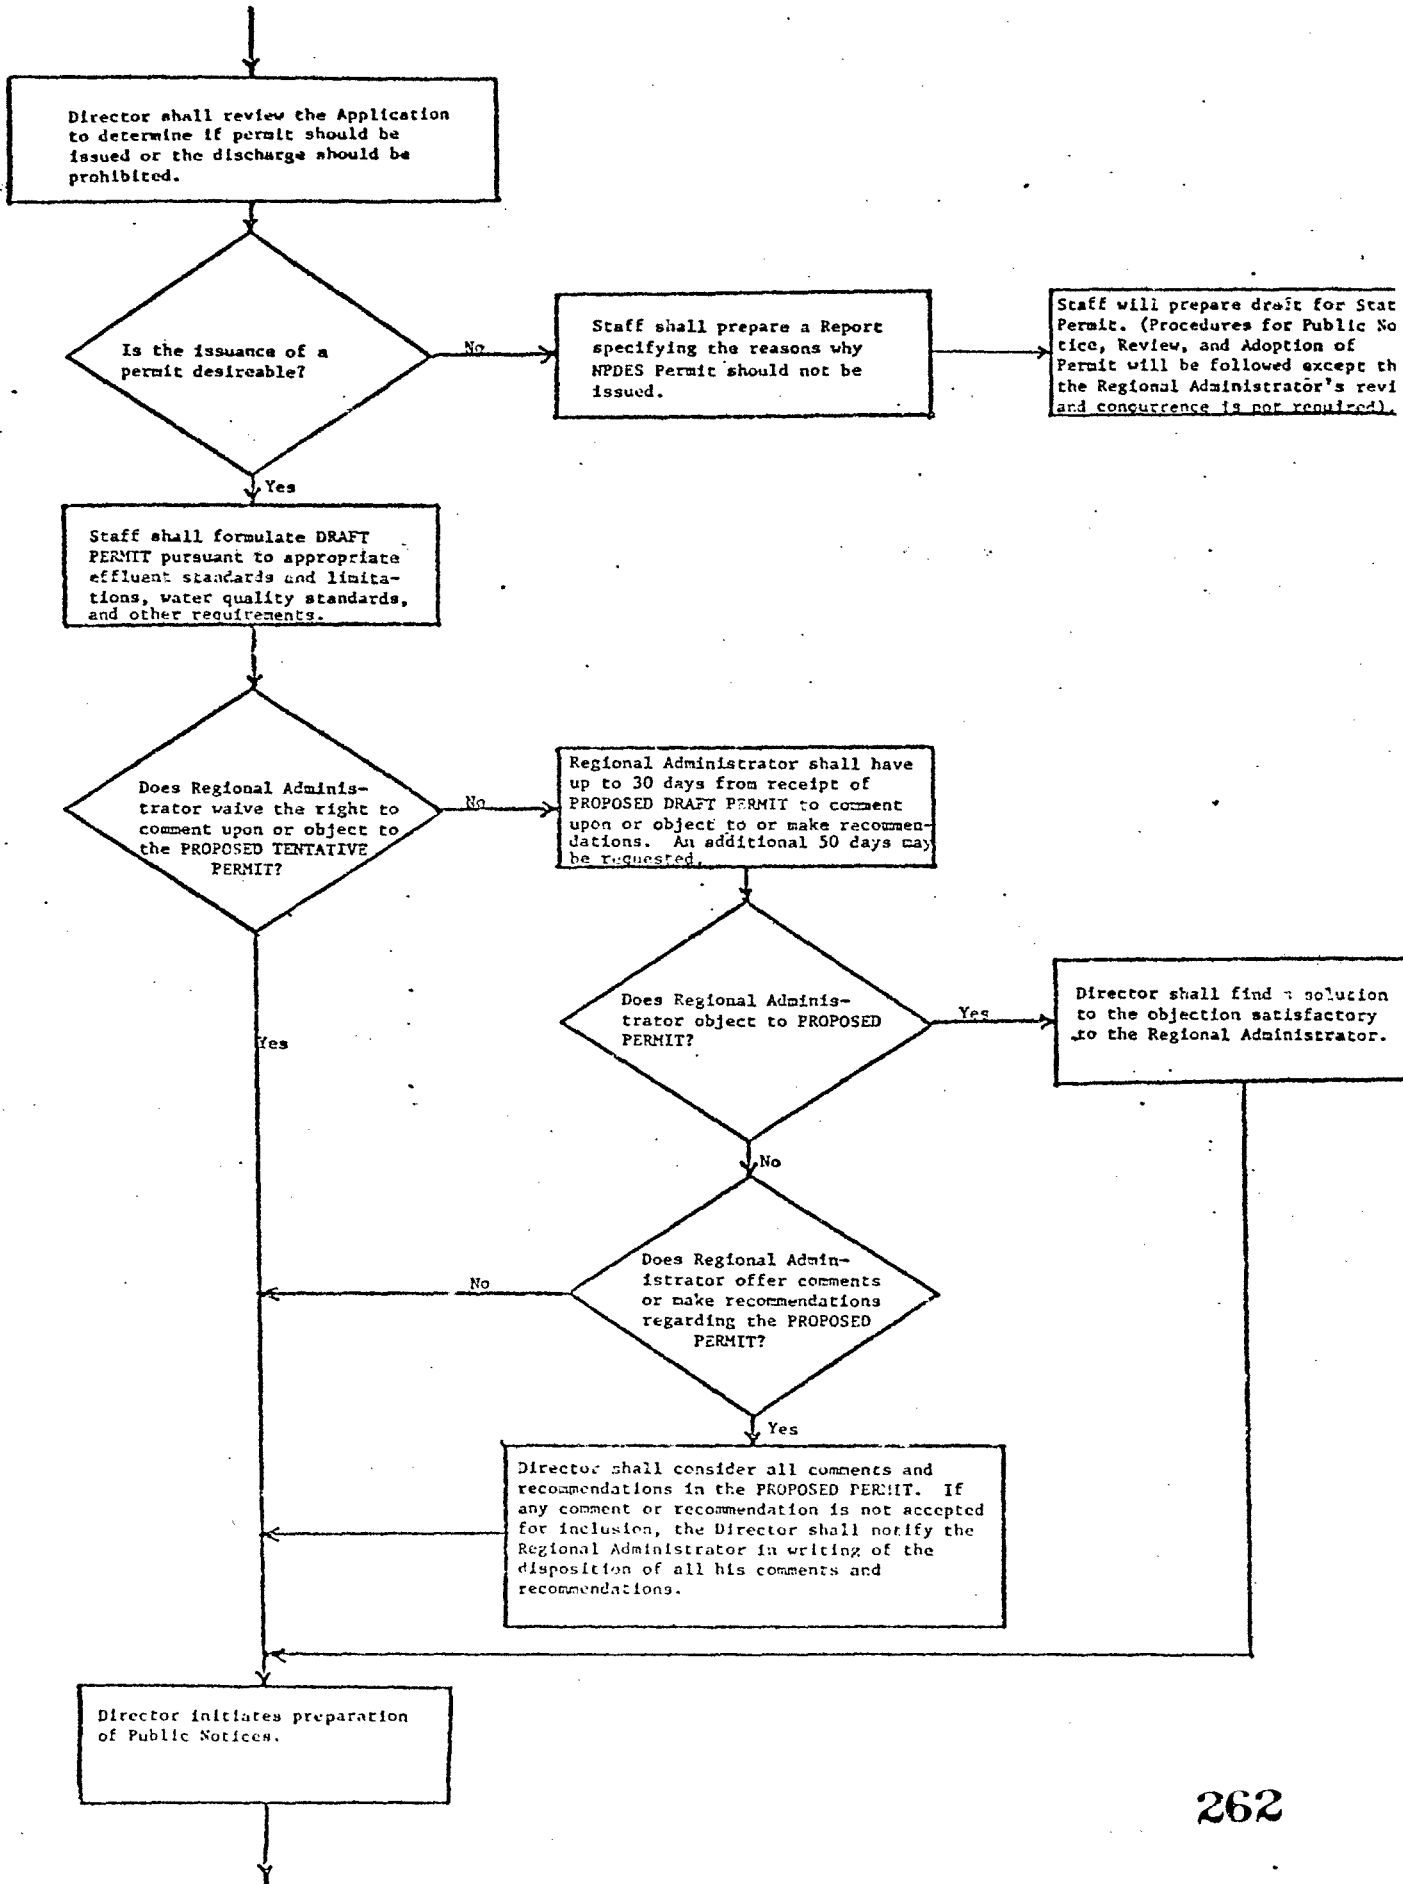 Director shall review the Application
to determine if permit should be
issued or the discharge should be
prohibited.
Is the issuance of a
permit desireable?
No
Staff shall prepare a Report
specifying the reasons why
NPDES Permit should not be
issued.
Staff will prepare draft for Stat
Permit. (Procedures for Public No
tice, Review, and Adoption of
Permit will be followed except th
the Regional Administrator's revi
and concurrence is not required).
Yes
Staff shall formulate DRAFT
PERMIT pursuant to appropriate
effluent standards and limita-
tions, water quality standards,
and other requirements.
Does Regional Adminis-
trator waive the right to
comment upon or object to
the PROPOSED TENTATIVE
PERMIT?
No
Regional Administrator shall have
up to 30 days from receipt of
PROPOSED DRAFT PERMIT to comment
upon or object to or make recommen-
dations. An additional 50 days may
be requested.
Does Regional Adminis-
trator object to PROPOSED
PERMIT?
Yes
Director shall find a solution
to the objection satisfactory
to the Regional Administrator.
Yes
No
Does Regional Admin-
istrator offer comments
or make recommendations
regarding the PROPOSED
PERMIT?
No
Yes
Director shall consider all comments and
recommendations in the PROPOSED PERMIT. If
any comment or recommendation is not accepted
for inclusion, the Director shall notify the
Regional Administrator in writing of the
disposition of all his comments and
recommendations.
Director initiates preparation
of Public Notices.
262